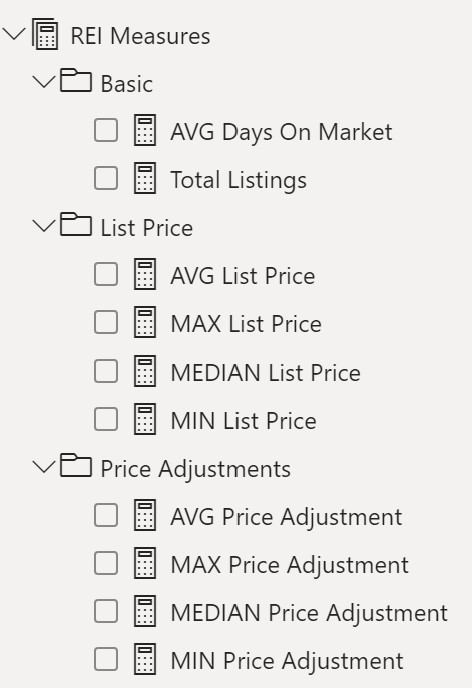 REI Measures
Basic
AVG Days On Market
Total Listings
List Price
AVG List Price
MAX List Price
MEDIAN List Price
MIN List Price
Price Adjustments
AVG Price Adjustment
MAX Price Adjustment
MEDIAN Price Adjustment
MIN Price Adjustment